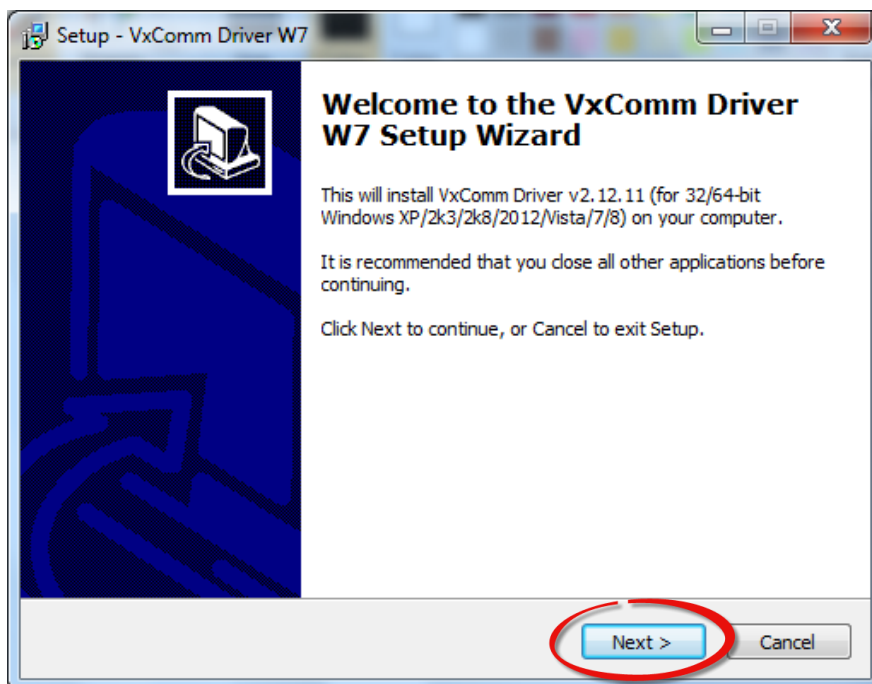 Setup - VxComm Driver W7
Welcome to the VxComm Driver
W7 Setup Wizard
This will install VxComm Driver v2.12.11 (for 32/64-bit
Windows XP/2k3/2k8/2012/Vista/7/8) on your computer.
It is recommended that you close all other applications before
continuing.
Click Next to continue, or Cancel to exit Setup.
Next >
Cancel